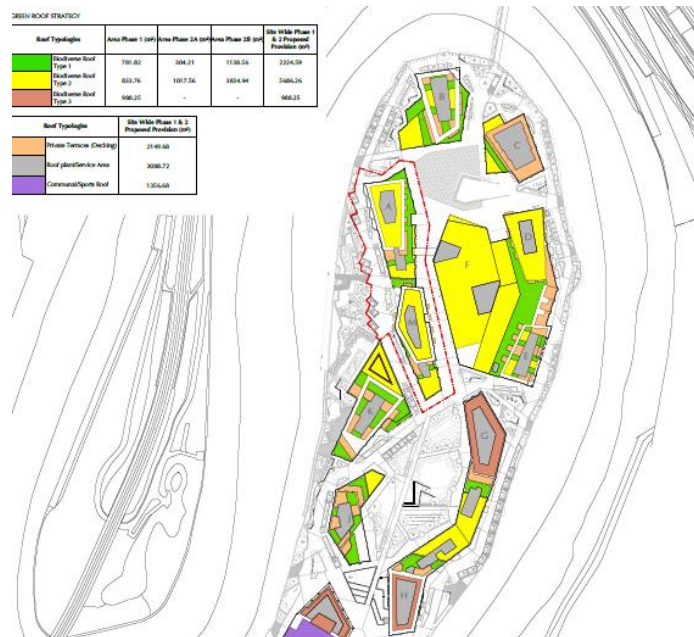 GREEN ROOF STRATEGY
Roof Typologies
Area Phase 1 (m²)
Area Phase 2A (m²)
Area Phase 2B (m²)
Site Wide Phase 1
& 2 Proposed
Provision (m²)
Biodiverse Roof
Type 1
781.82
304.21
1138.56
2224.59
Biodiverse Roof
Type 2
833.76
1017.56
3834.94
5686.26
Biodiverse Roof
Type 3
988.25
-
-
988.25
Roof Typologies
Site Wide Phase 1 & 2
Proposed Provision (m²)
Private Terraces (Decking)
2149.68
Roof plant/Service Area
3088.72
Communal/Sports Roof
1356.68
B
C
A
D
F
M
E
K
G
H